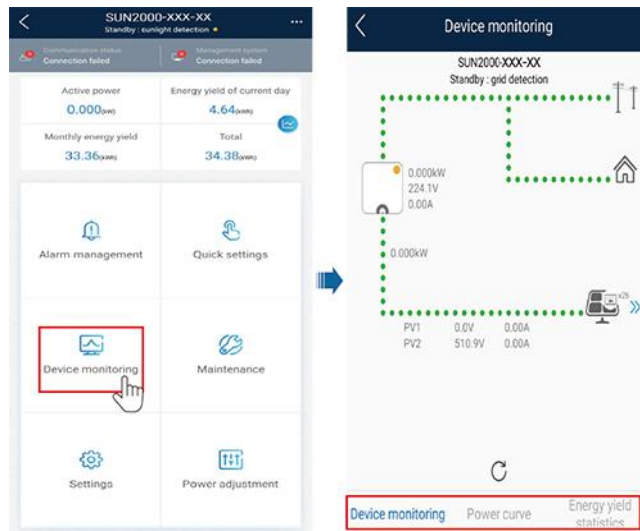 SUN2000-XXX-XX
Standby : sunlight detection
Communication status
Connection failed
Management system
Connection failed
Active power
0.000(kW)
Energy yield of current day
4.64(kWh)
Monthly energy yield
33.36(kWh)
Total
34.38(kWh)
Alarm management
Quick settings
Device monitoring
Maintenance
Settings
Power adjustment
Device monitoring
SUN2000-XXX-XX
Standby : grid detection
0.000kW
224.1V
0.00A
0.000kW
x26
PV1 0.0V 0.00A
PV2 510.9V 0.00A
Device monitoring
Power curve
Energy yield
statistics